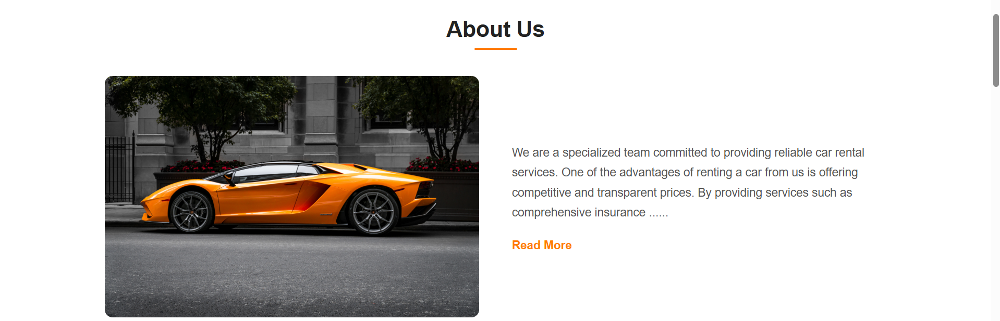 About Us
We are a specialized team committed to providing reliable car rental
services. One of the advantages of renting a car from us is offering
competitive and transparent prices. By providing services such as
comprehensive insurance ......
Read More